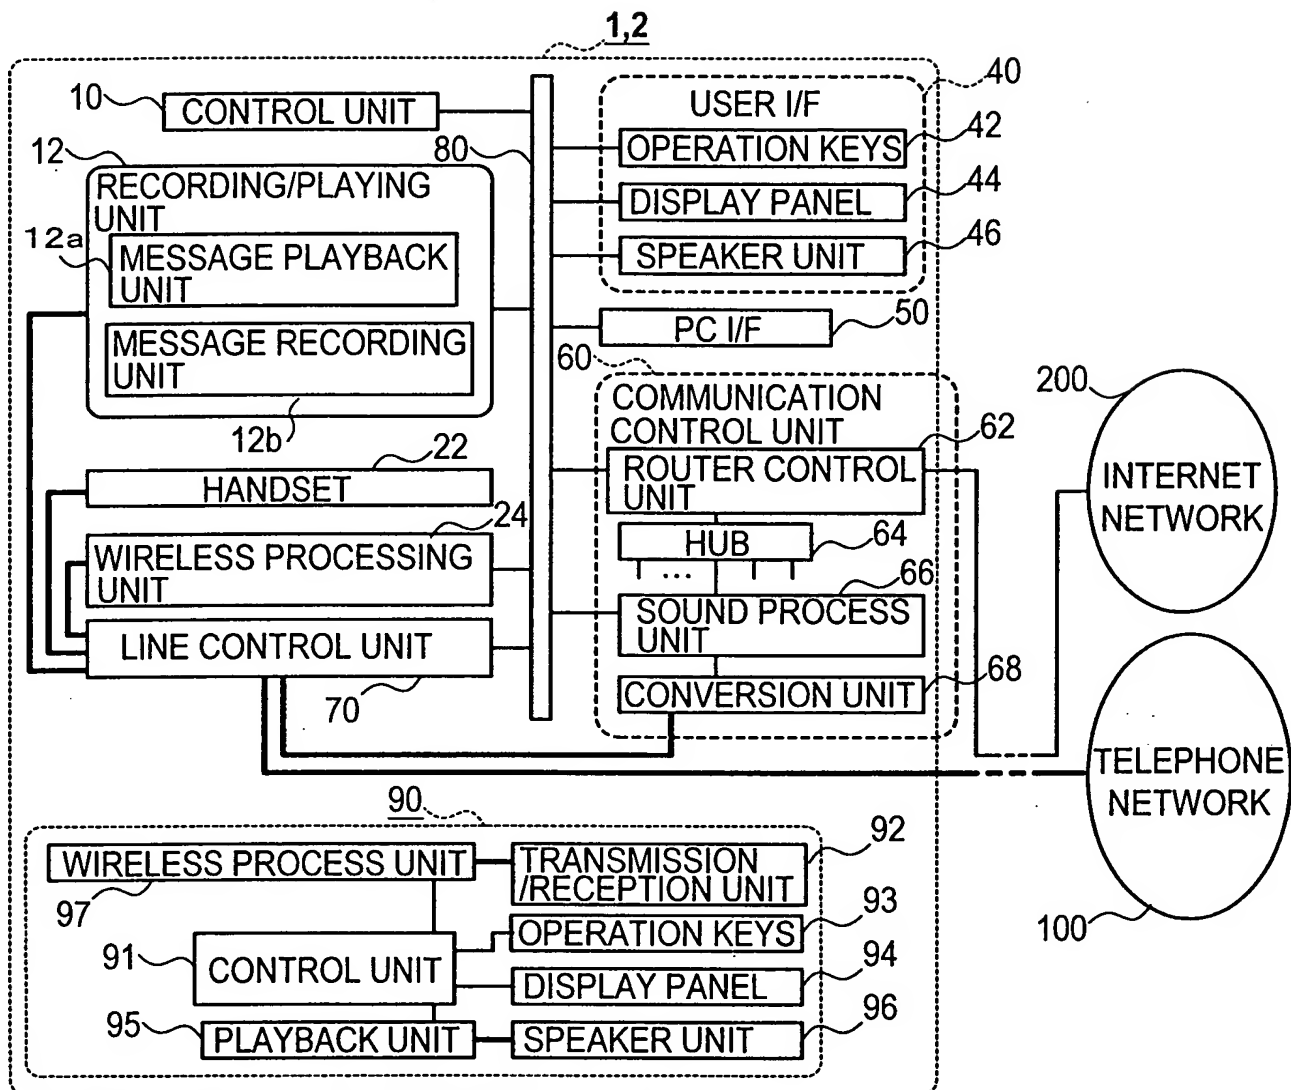 1,2
10
CONTROL UNIT
12
RECORDING/PLAYING
UNIT
12a
MESSAGE PLAYBACK
UNIT
MESSAGE RECORDING
UNIT
12b
22
HANDSET
24
WIRELESS PROCESSING
UNIT
LINE CONTROL UNIT
70
80
40
USER I/F
42
OPERATION KEYS
44
DISPLAY PANEL
46
SPEAKER UNIT
50
PC I/F
60
COMMUNICATION
CONTROL UNIT
62
ROUTER CONTROL
UNIT
HUB
64
...
66
SOUND PROCESS
UNIT
68
CONVERSION UNIT
200
INTERNET
NETWORK
TELEPHONE
NETWORK
100
90
WIRELESS PROCESS UNIT
97
92
TRANSMISSION
/RECEPTION UNIT
93
OPERATION KEYS
91
CONTROL UNIT
94
DISPLAY PANEL
95
PLAYBACK UNIT
96
SPEAKER UNIT